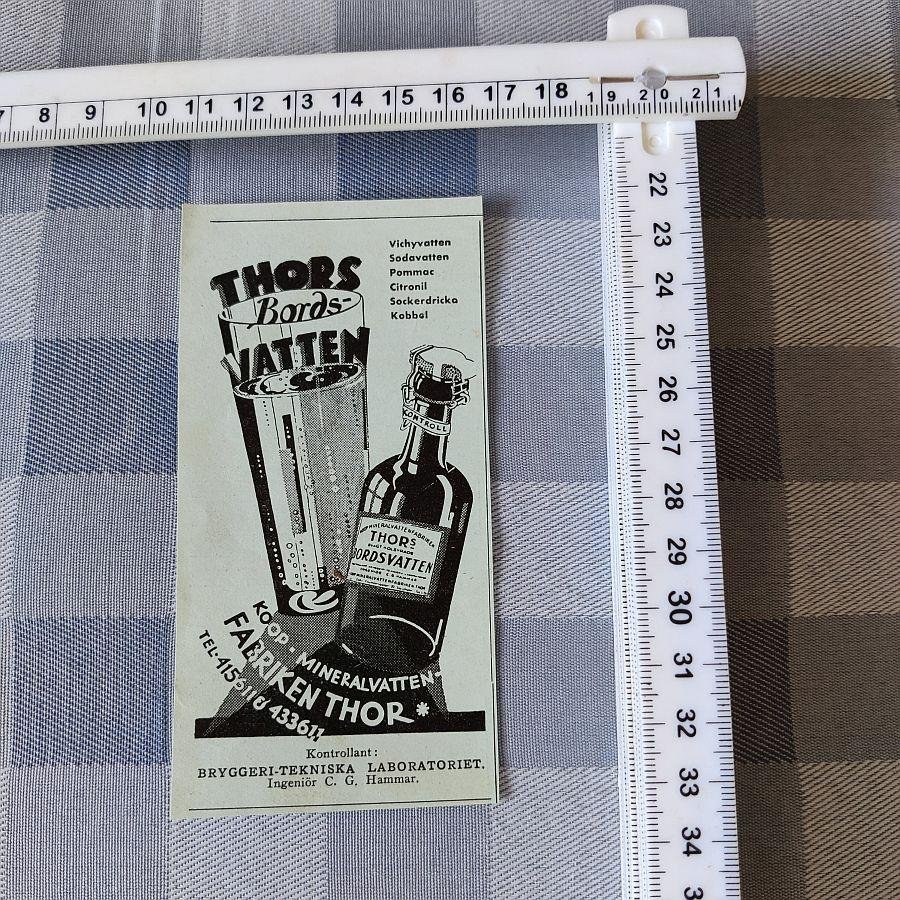 7 8 9 10 11 12 13 14 15 16 17 18 19 20 21
22
23
24
25
26
27
28
29
30
31
32
33
34
THORS
Bords-
VATTEN
Vichyvatten
Sodavatten
Pommac
Citronil
Sockerdricka
Kobbel
KONTROLL
KOOP. MINERALVATTENFABRIKEN
THORS
BORDSVATTEN
KOOP. MINERALVATTEN-
FABRIKEN THOR*
TEL. 415611 & 433611
Kontrollant:
BRYGGERI-TEKNISKA LABORATORIET.
Ingeniör C. G. Hammar.